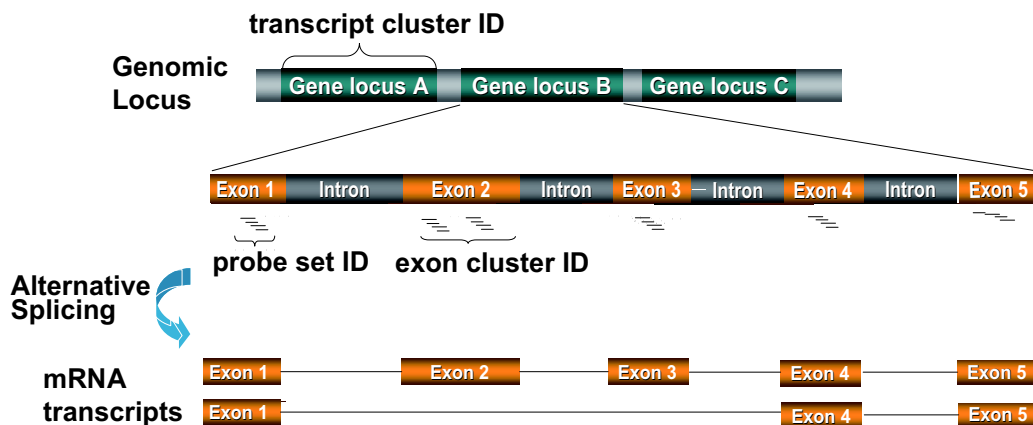 transcript cluster ID
Genomic
Locus
Gene locus A Gene locus B Gene locus C
Exon 1 Intron Exon 2 Intron Exon 3 Intron Exon 4 Intron Exon 5
probe set ID exon cluster ID
Alternative
Splicing
mRNA
transcripts
Exon 1 Exon 2 Exon 3 Exon 4 Exon 5
Exon 1 Exon 4 Exon 5